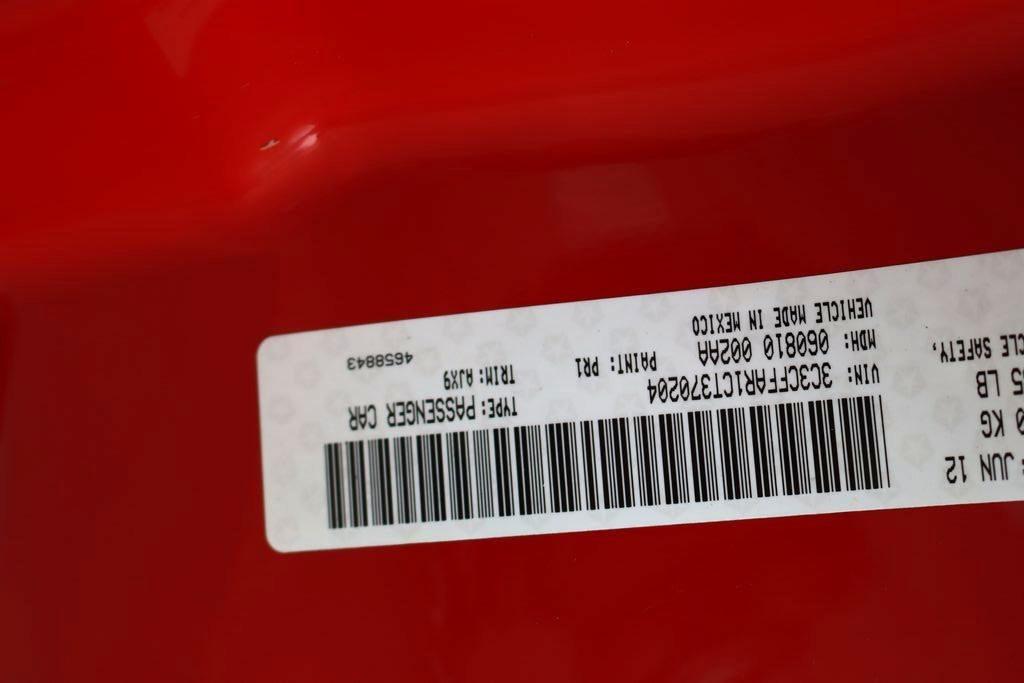 : JUN 12
0 KG
5 LB
CLE SAFETY,
VIN: 3C3CFFAR1CT370204
TYPE: PASSENGER CAR
MDH: 060810 002AA
PAINT: PR1
TRIM: AJX9
VEHICLE MADE IN MEXICO
4658843